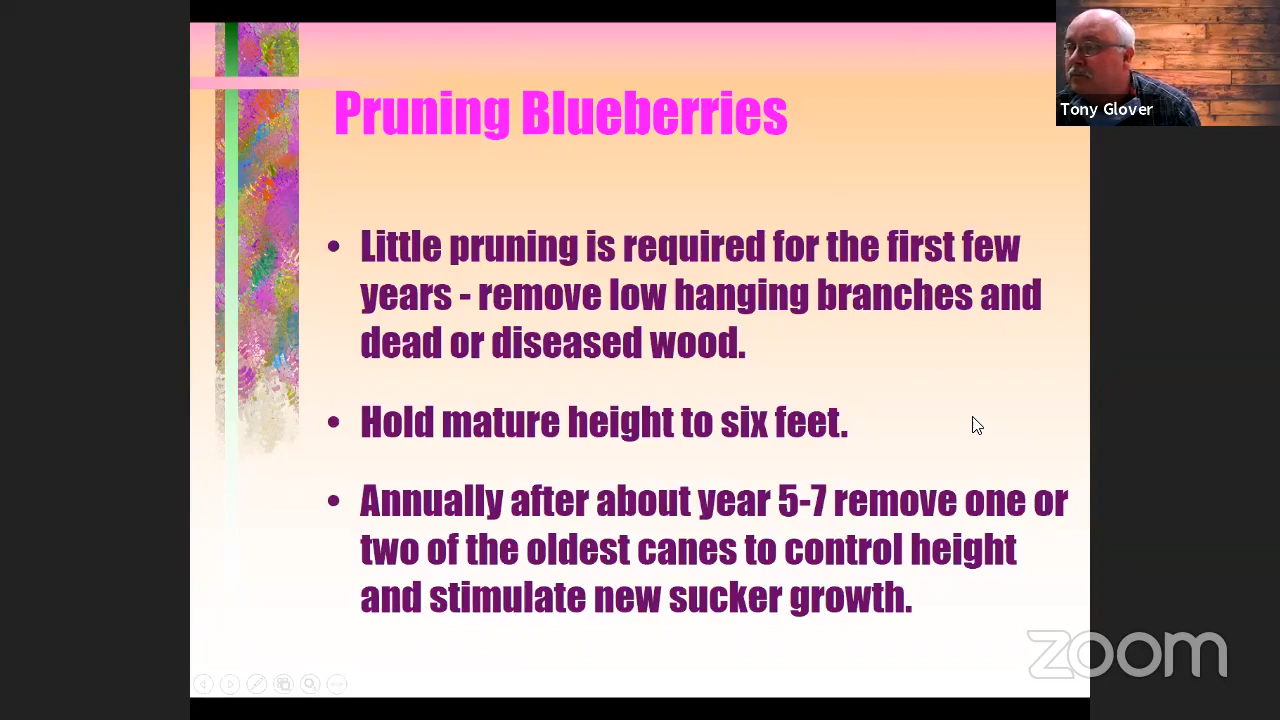 Pruning Blueberries
Tony Glover
• Little pruning is required for the first few
years - remove low hanging branches and
dead or diseased wood.
• Hold mature height to six feet.
• Annually after about year 5-7 remove one or
two of the oldest canes to control height
and stimulate new sucker growth.
zoom